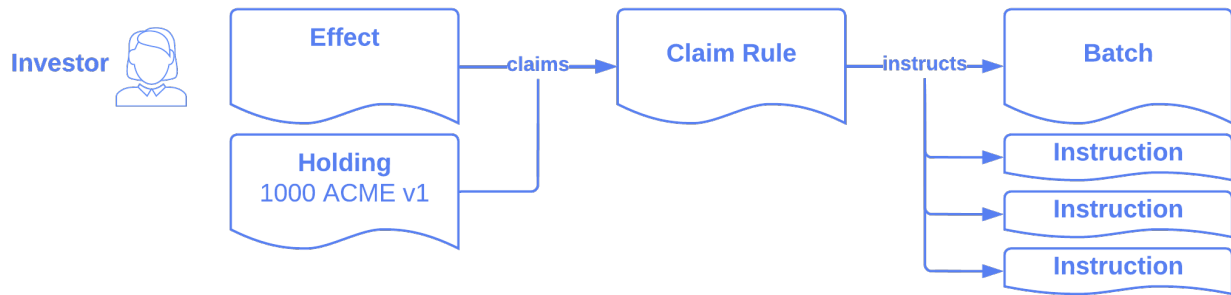 Investor
Effect
claims
Claim Rule
instructs
Batch
Holding
1000 ACME v1
Instruction
Instruction
Instruction